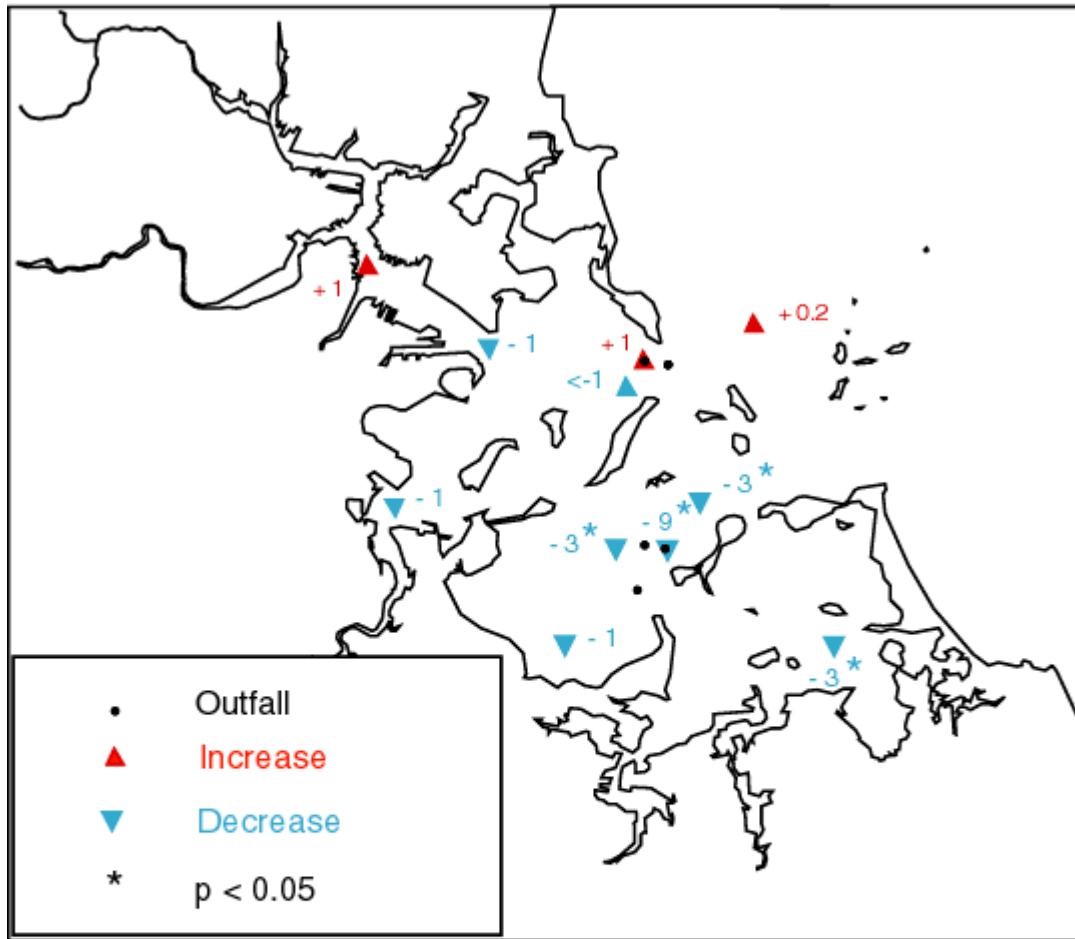 + 1
+ 0.2
- 1
+ 1
<-1
- 1
- 3 *
- 9 *
- 3 *
- 1
- 3 *
Outfall
Increase
Decrease
* p < 0.05